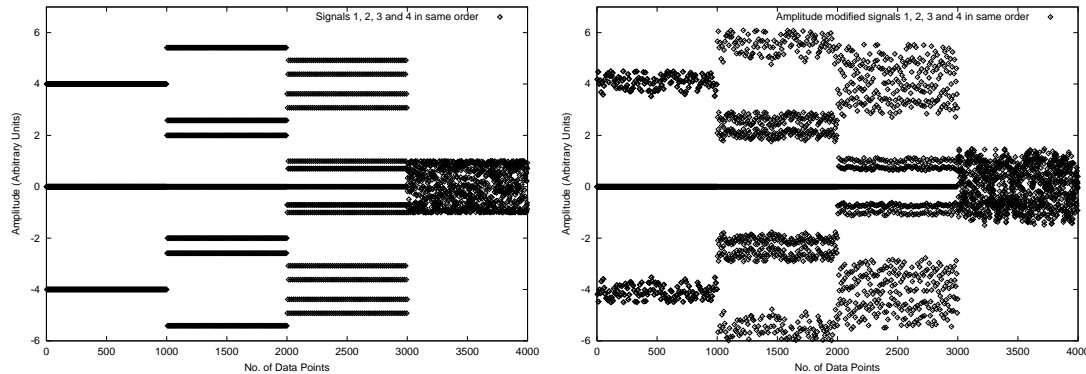 Signals 1, 2, 3 and 4 in same order
6
4
2
0
-2
-4
-6
Amplitude (Arbitrary Units)
0 500 1000 1500 2000 2500 3000 3500 4000
No. of Data Points
Amplitude modified signals 1, 2, 3 and 4 in same order
6
4
2
0
-2
-4
-6
Amplitude (Arbitrary Units)
0 500 1000 1500 2000 2500 3000 3500 4000
No. of Data Points